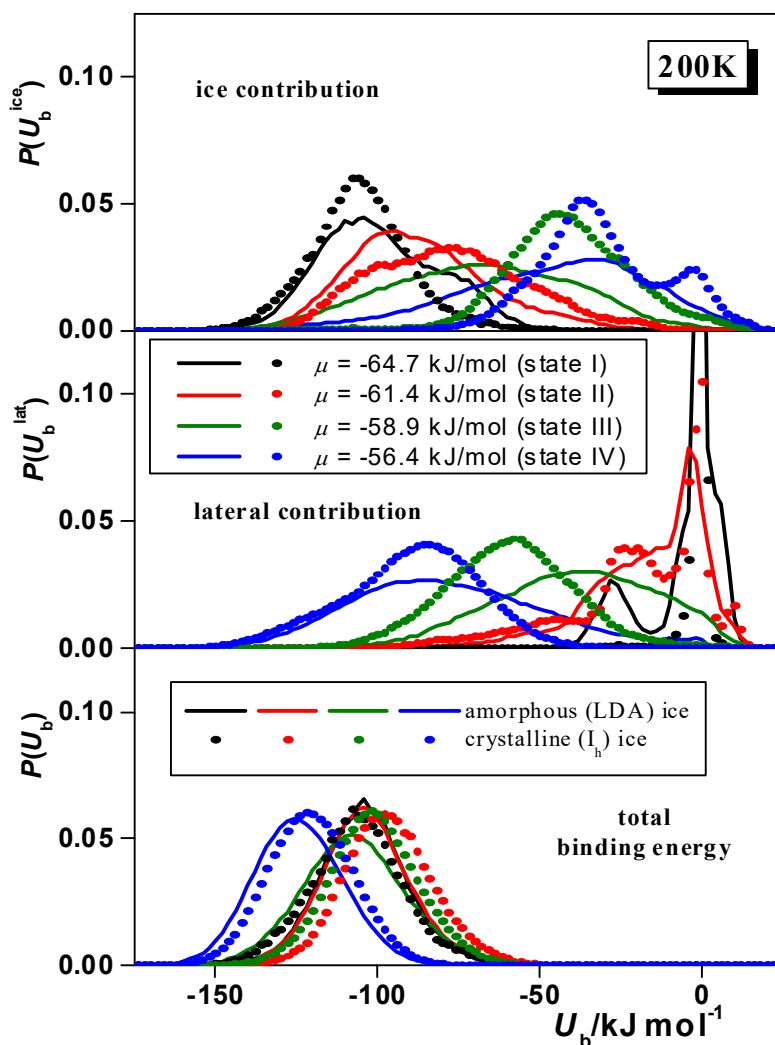 200K
ice contribution
P(U_b^ice)
0.10
0.05
0.00
μ = -64.7 kJ/mol (state I)
μ = -61.4 kJ/mol (state II)
μ = -58.9 kJ/mol (state III)
μ = -56.4 kJ/mol (state IV)
lateral contribution
P(U_b^lat)
0.10
0.05
0.00
amorphous (LDA) ice
crystalline (I_h) ice
total
binding energy
P(U_b)
0.10
0.05
0.00
-150 -100 -50 0
U_b/kJ mol^-1